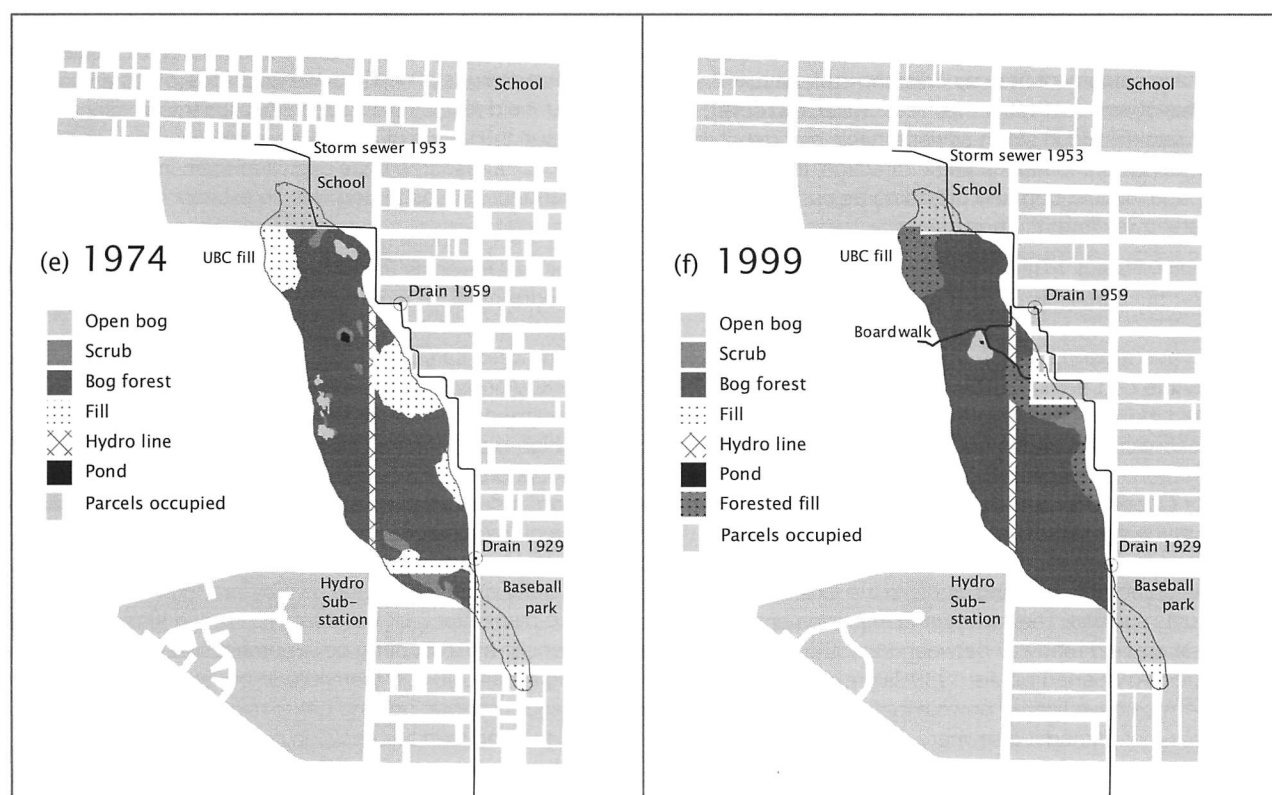 School
Storm sewer 1953
School
(e) 1974
UBC fill
Drain 1959
Open bog
Scrub
Bog forest
Fill
Hydro line
Pond
Parcels occupied
Drain 1929
Hydro
Sub-
station
Baseball
park
School
Storm sewer 1953
School
(f) 1999
UBC fill
Drain 1959
Boardwalk
Open bog
Scrub
Bog forest
Fill
Hydro line
Pond
Forested fill
Parcels occupied
Drain 1929
Hydro
Sub-
station
Baseball
park